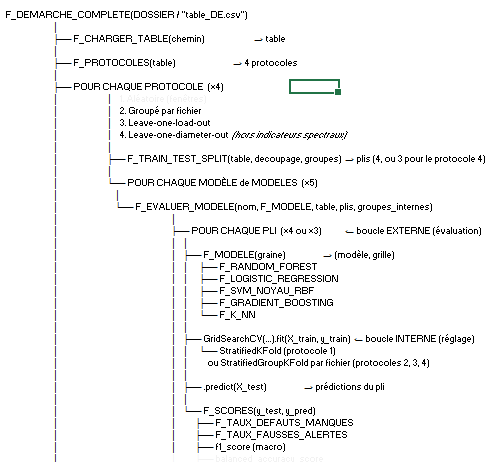 F_DEMARCHE_COMPLETE(DOSSIER / "table_DE.csv")
F_CHARGER_TABLE(chemin) → table
F_PROTOCOLES(table) → 4 protocoles
POUR CHAQUE PROTOCOLE (×4)
2. Groupé par fichier
3. Leave-one-load-out
4. Leave-one-diameter-out (hors indicateurs spectraux)
F_TRAIN_TEST_SPLIT(table, decoupage, groupes) → plis (4, ou 3 pour le protocole 4)
POUR CHAQUE MODÈLE de MODELES (×5)
F_EVALUER_MODELE(nom, F_MODELE, table, plis, groupes_internes)
POUR CHAQUE PLI (×4 ou ×3) ← boucle EXTERNE (évaluation)
F_MODELE(graine) → (modèle, grille)
F_RANDOM_FOREST
F_LOGISTIC_REGRESSION
F_SVM_NOYAU_RBF
F_GRADIENT_BOOSTING
F_K_NN
GridSearchCV(...).fit(X_train, y_train) ← boucle INTERNE (réglage)
StratifiedKFold (protocole 1)
ou StratifiedGroupKFold par fichier (protocoles 2, 3, 4)
.predict(X_test) → prédictions du pli
F_SCORES(y_test, y_pred)
F_TAUX_DEFAUTS_MANQUES
F_TAUX_FAUSSES_ALERTES
f1_score (macro)